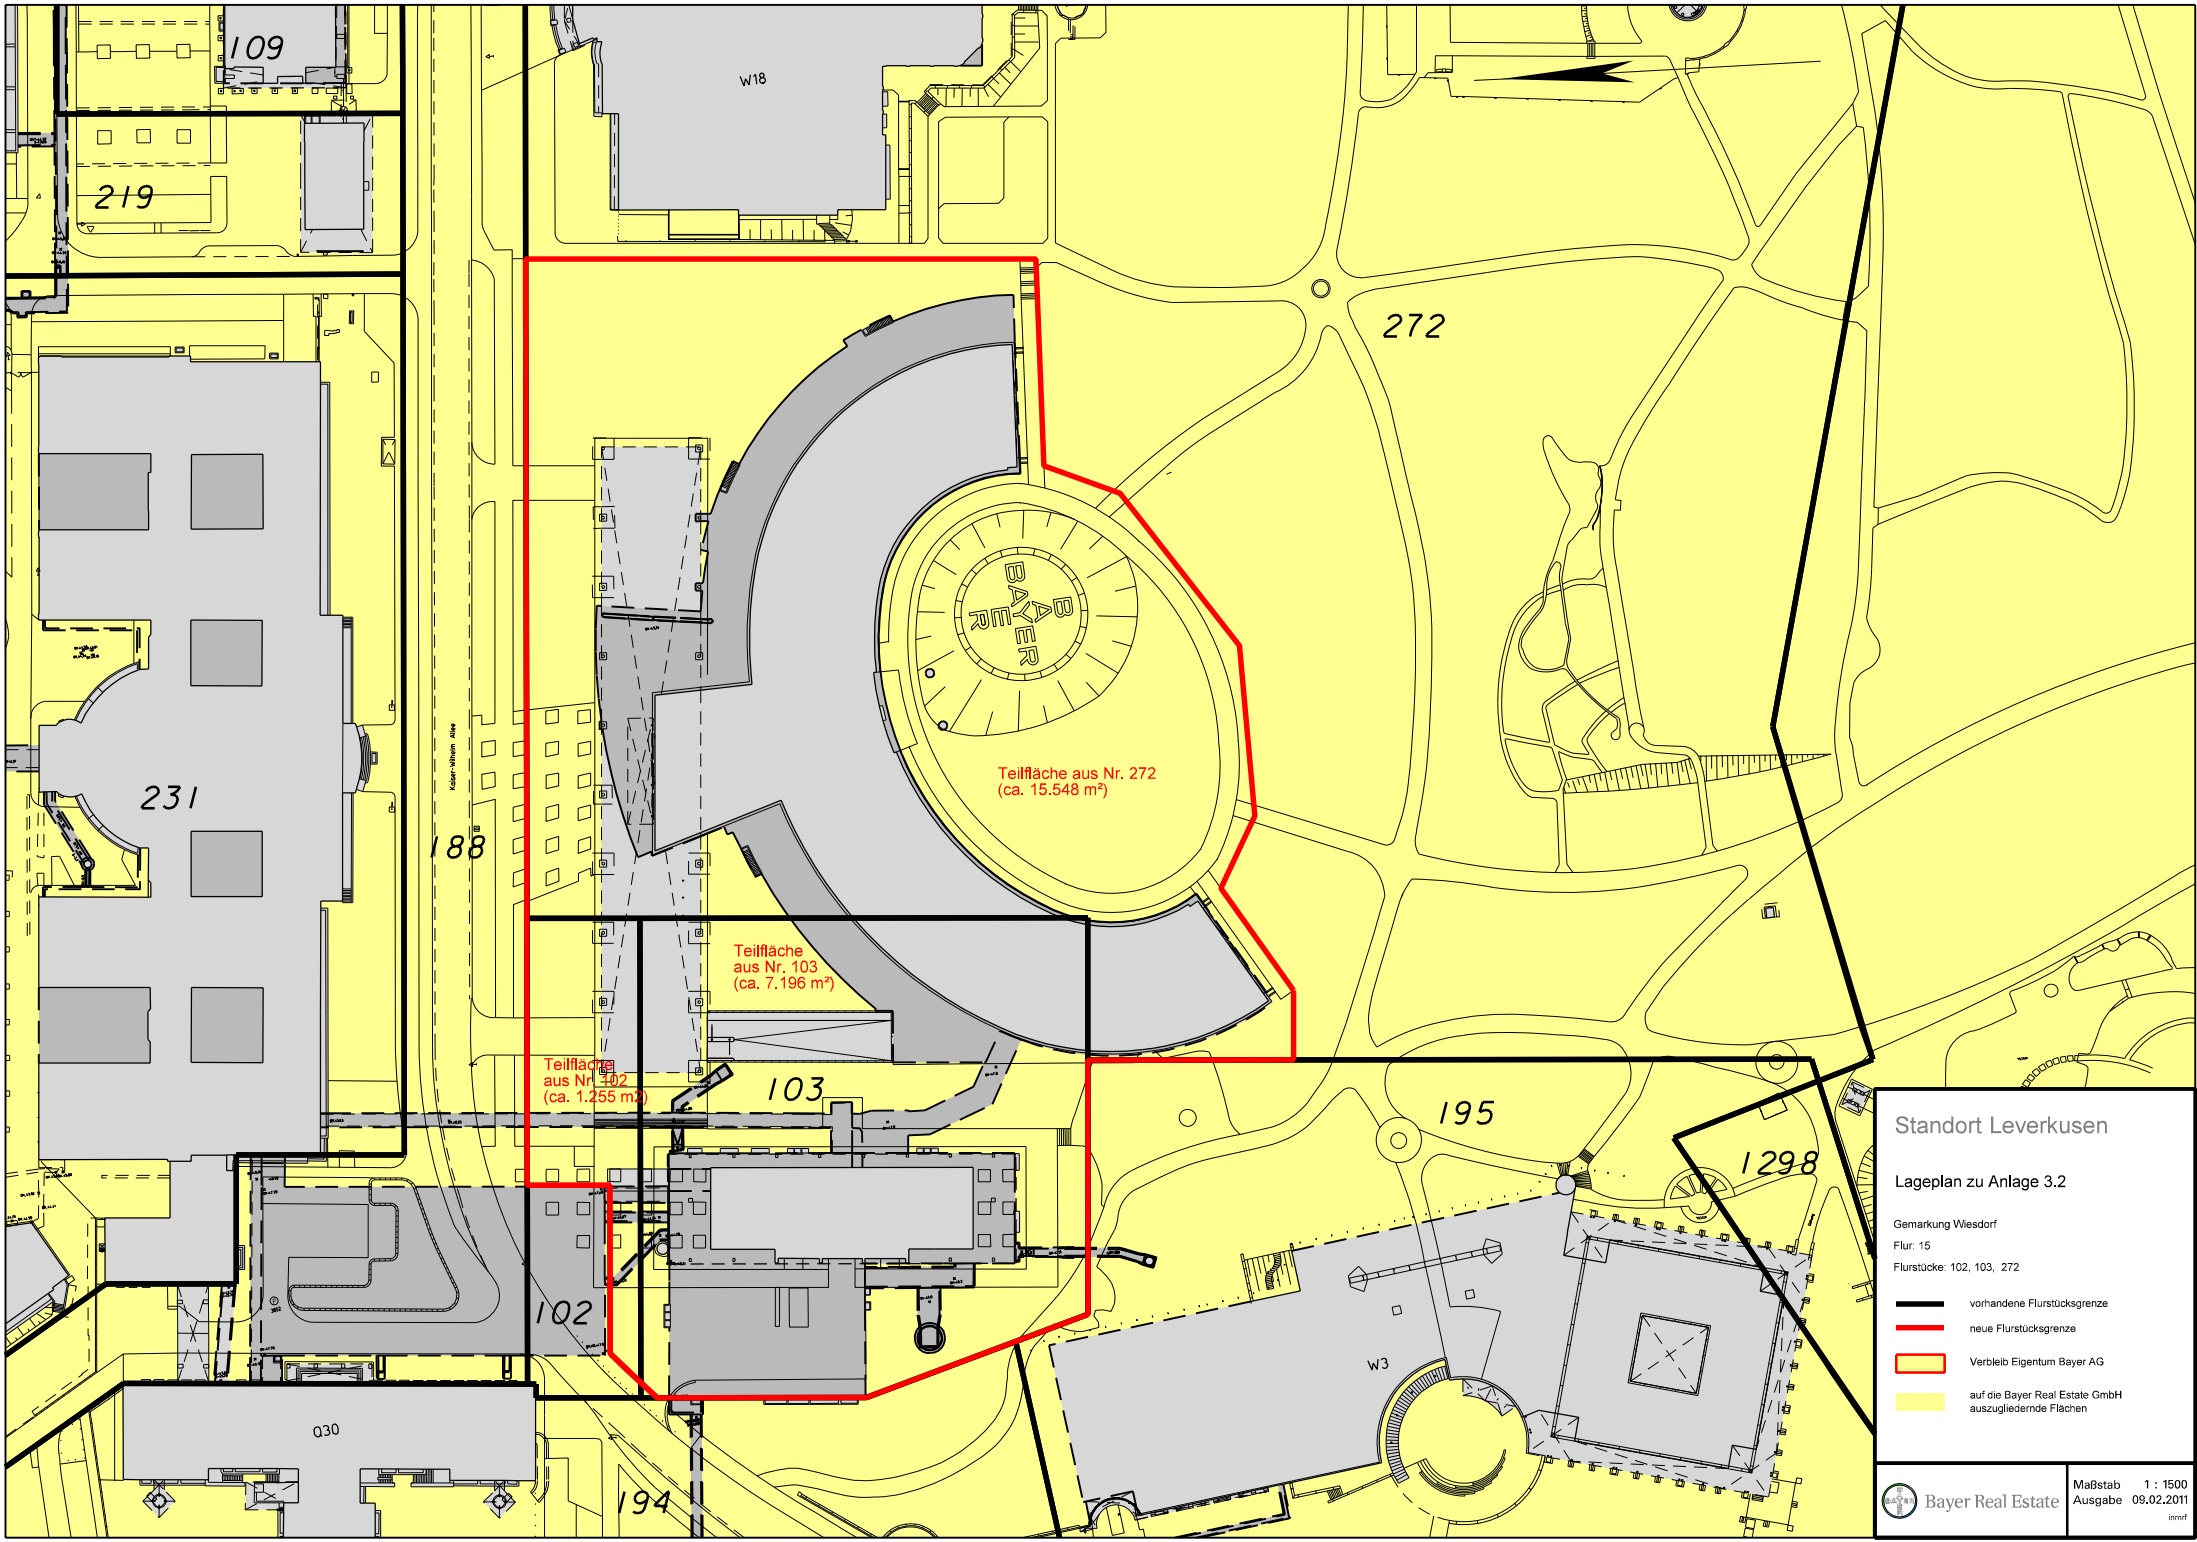 109
W18
219
272
BAYER
BAYER
231
Kaiser-Wilhelm Allee
188
Teilfläche aus Nr. 272
(ca. 15.548 m²)
Teilfläche
aus Nr. 103
(ca. 7.196 m²)
Teilfläche
aus Nr. 102
(ca. 1.255 m2)
103
195
1298
102
W3
Q30
194
Standort Leverkusen
Lageplan zu Anlage 3.2
Gemarkung Wiesdorf
Flur: 15
Flurstücke: 102, 103, 272
vorhandene Flurstücksgrenze
neue Flurstücksgrenze
Verbleib Eigentum Bayer AG
auf die Bayer Real Estate GmbH
auszugliedernde Flächen
Bayer Real Estate
Maßstab 1 : 1500
Ausgabe 09.02.2011